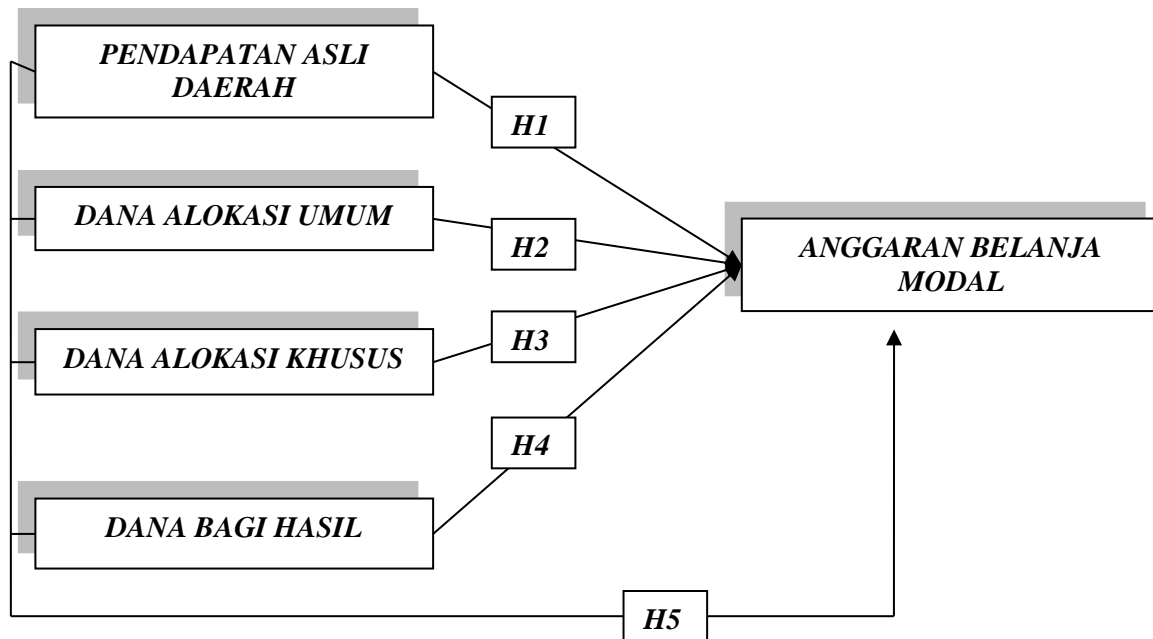 PENDAPATAN ASLI
DAERAH
H1
DANA ALOKASI UMUM
H2
ANGGARAN BELANJA
MODAL
DANA ALOKASI KHUSUS
H3
H4
DANA BAGI HASIL
H5